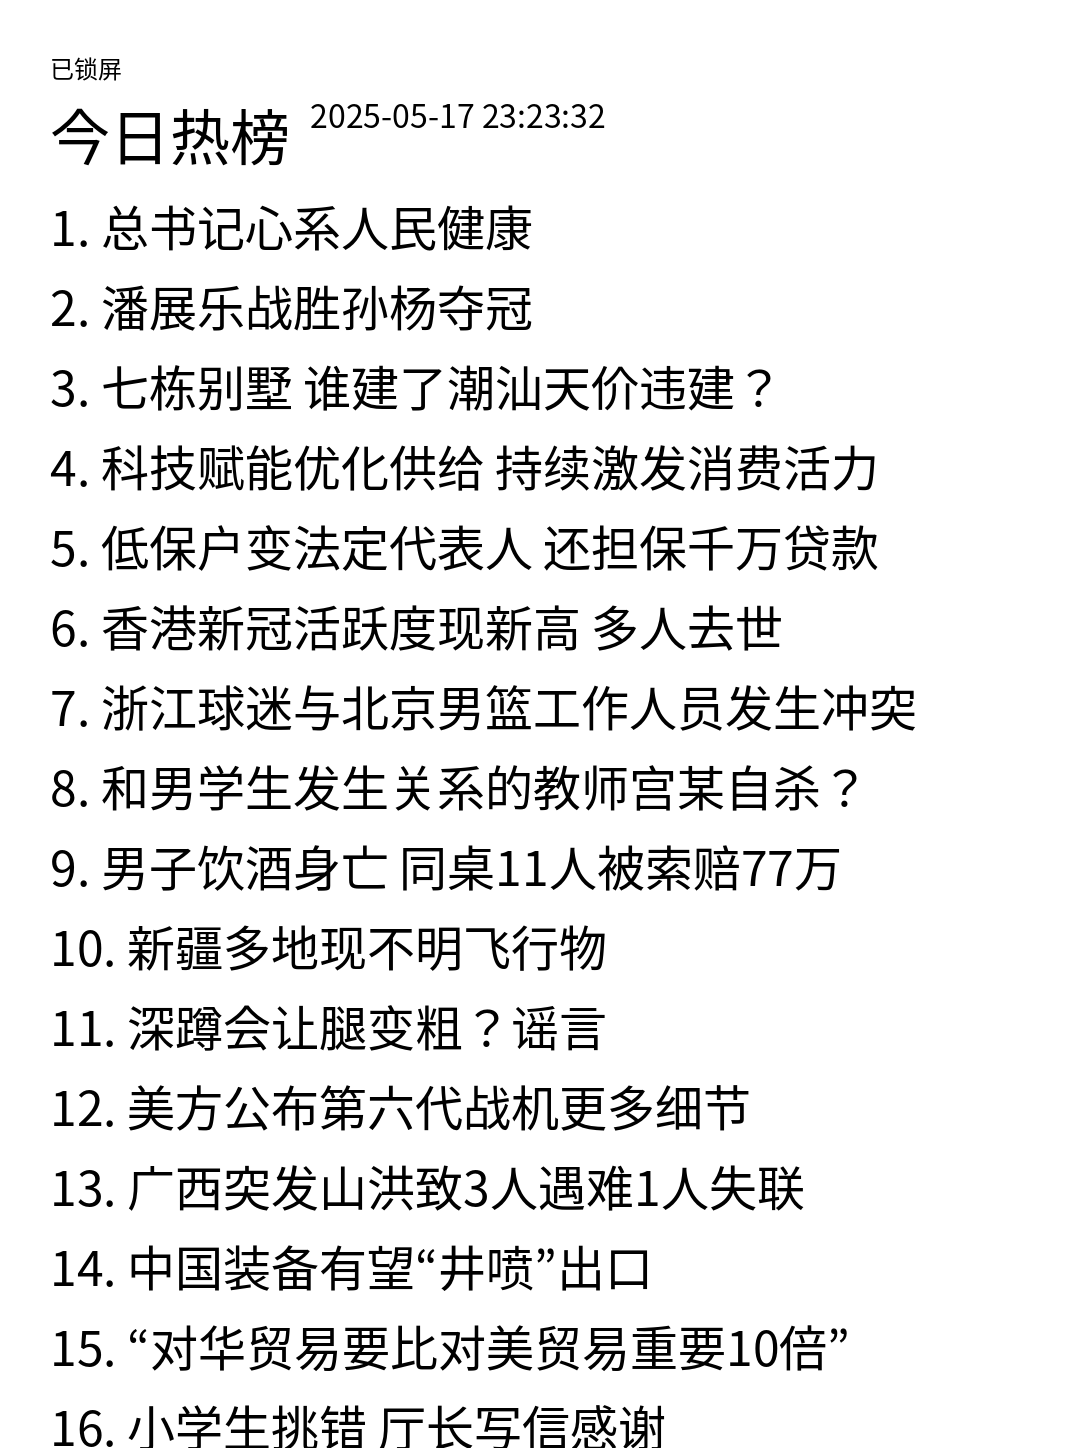 已锁屏
今日热榜 2025-05-17 23:23:32
1. 总书记心系人民健康
2. 潘展乐战胜孙杨夺冠
3. 七栋别墅 谁建了潮汕天价违建？
4. 科技赋能优化供给 持续激发消费活力
5. 低保户变法定代表人 还担保千万贷款
6. 香港新冠活跃度现新高 多人去世
7. 浙江球迷与北京男篮工作人员发生冲突
8. 和男学生发生关系的教师宫某自杀？
9. 男子饮酒身亡 同桌11人被索赔77万
10. 新疆多地现不明飞行物
11. 深蹲会让腿变粗？谣言
12. 美方公布第六代战机更多细节
13. 广西突发山洪致3人遇难1人失联
14. 中国装备有望“井喷”出口
15. “对华贸易要比对美贸易重要10倍”
16. 小学生挑错 厅长写信感谢